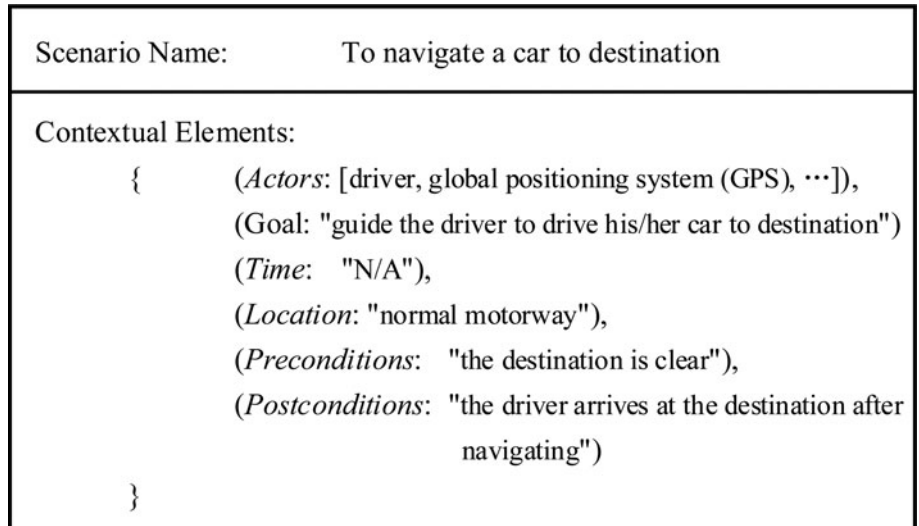 Scenario Name: To navigate a car to destination
Contextual Elements:
{ (Actors: [driver, global positioning system (GPS), ···]),
(Goal: "guide the driver to drive his/her car to destination")
(Time: "N/A"),
(Location: "normal motorway"),
(Preconditions: "the destination is clear"),
(Postconditions: "the driver arrives at the destination after
navigating")
}